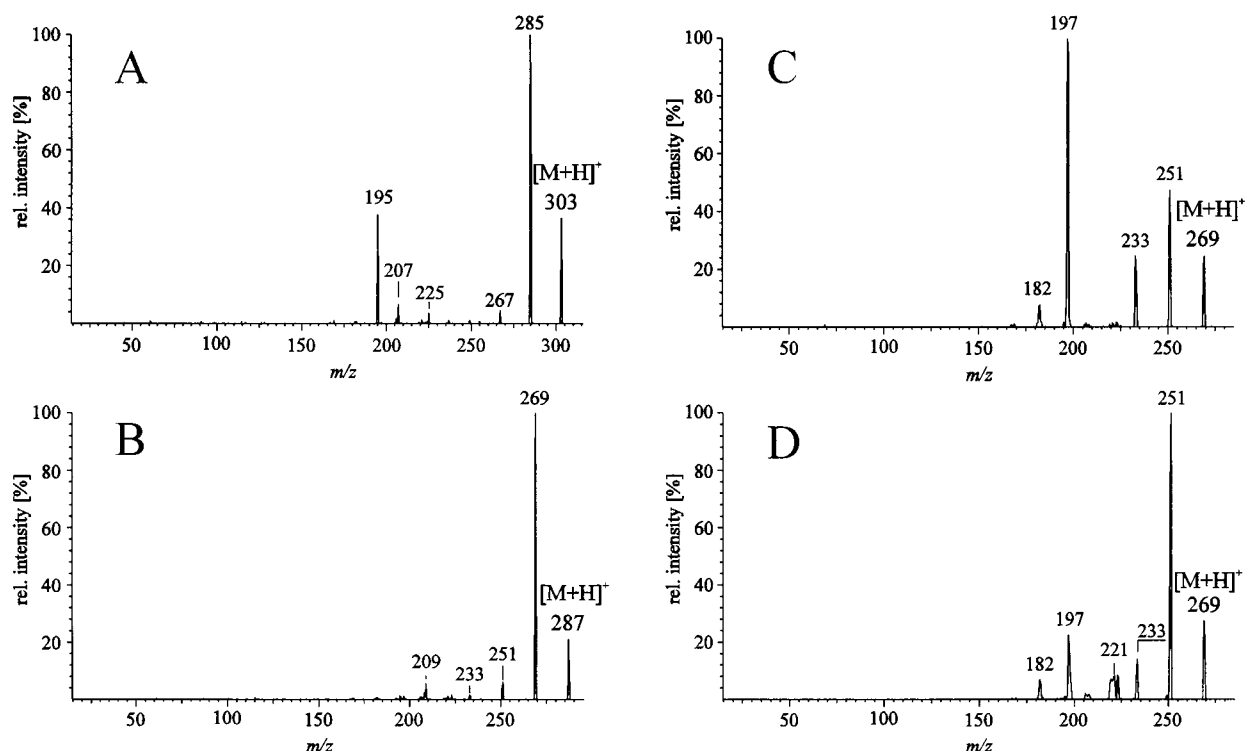 A
rel. intensity [%]
100
80
60
40
20
285
[M+H]⁺
303
195
207
225
267
50 100 150 200 250 300
m/z
B
rel. intensity [%]
100
80
60
40
20
269
[M+H]⁺
287
209
233
251
50 100 150 200 250
m/z
C
rel. intensity [%]
100
80
60
40
20
197
251
[M+H]⁺
269
233
182
50 100 150 200 250
m/z
D
rel. intensity [%]
100
80
60
40
20
251
[M+H]⁺
269
197
221
233
182
50 100 150 200 250
m/z